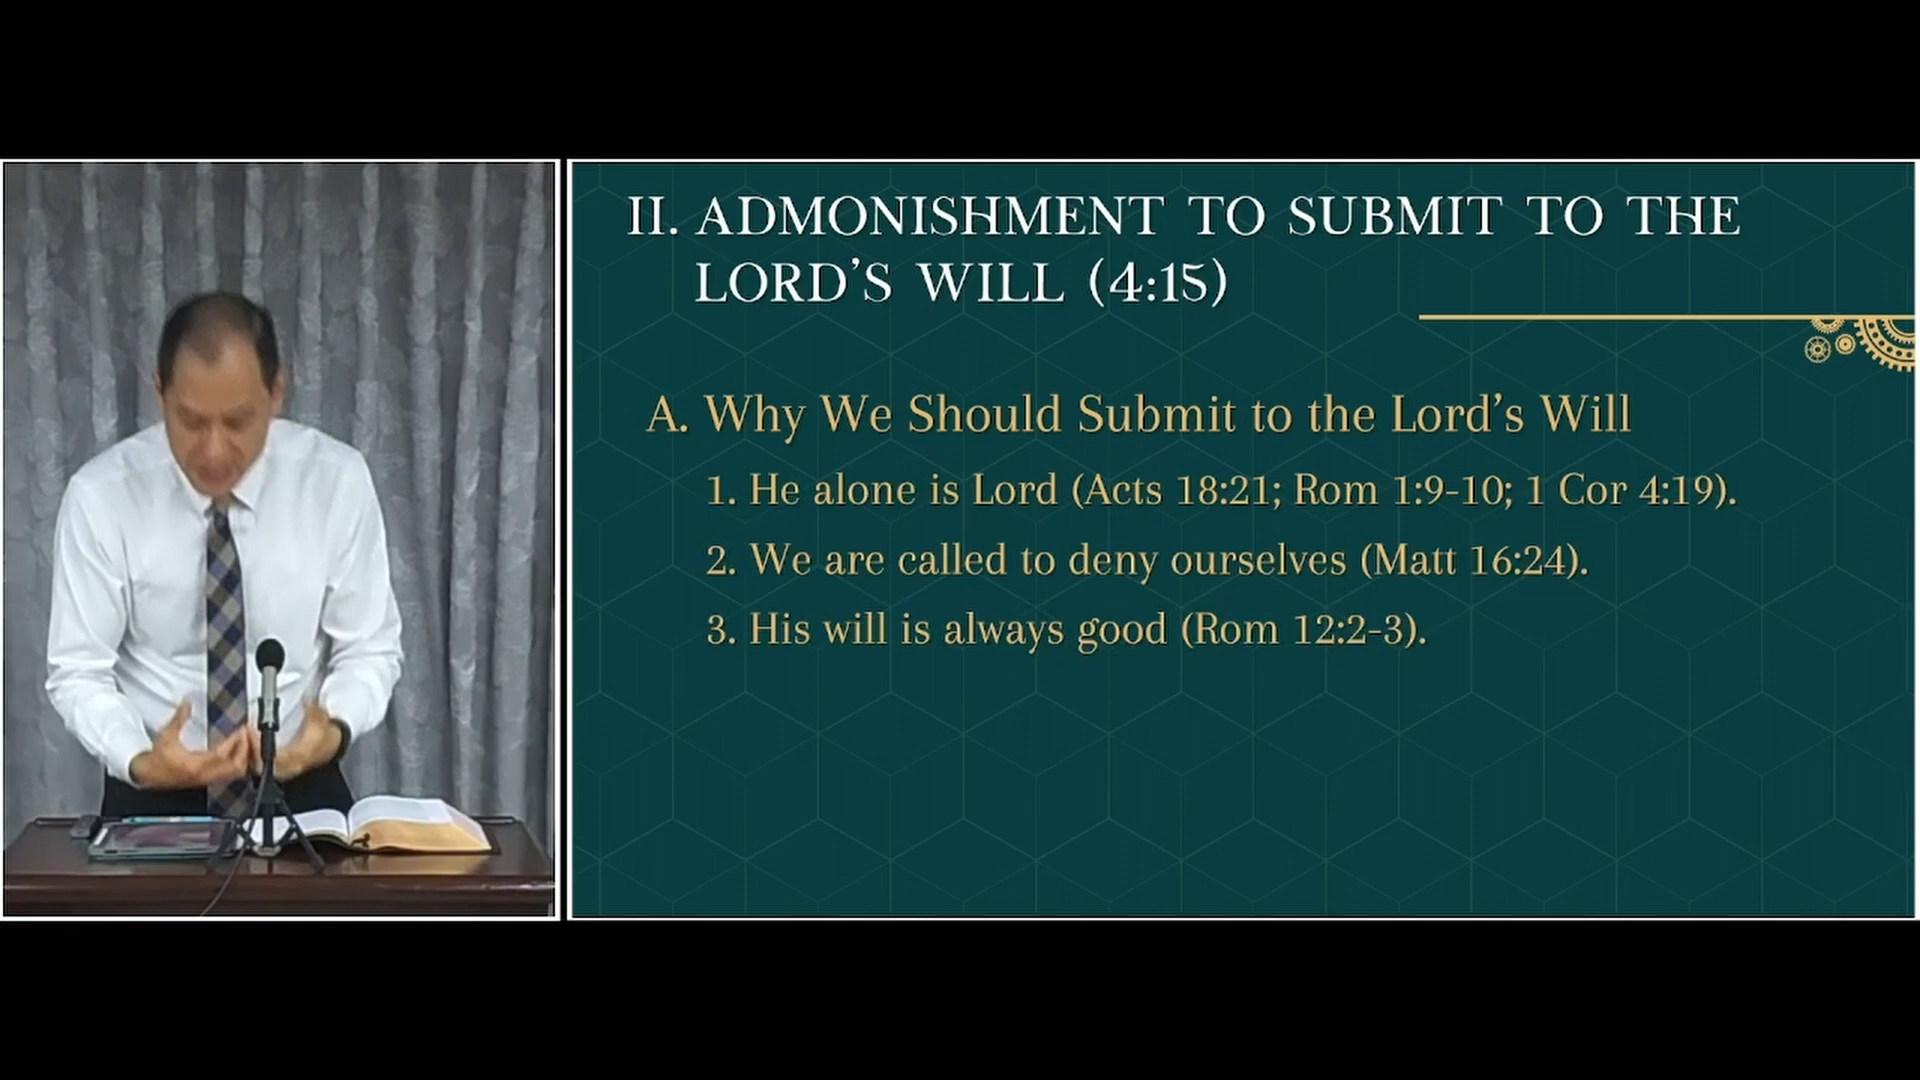 II. ADMONISHMENT TO SUBMIT TO THE
LORD'S WILL (4:15)
A. Why We Should Submit to the Lord's Will
1. He alone is Lord (Acts 18:21; Rom 1:9-10; 1 Cor 4:19).
2. We are called to deny ourselves (Matt 16:24).
3. His will is always good (Rom 12:2-3).